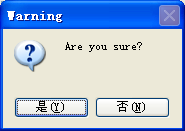 Warning
Are you sure?
是(Y) 否(N)